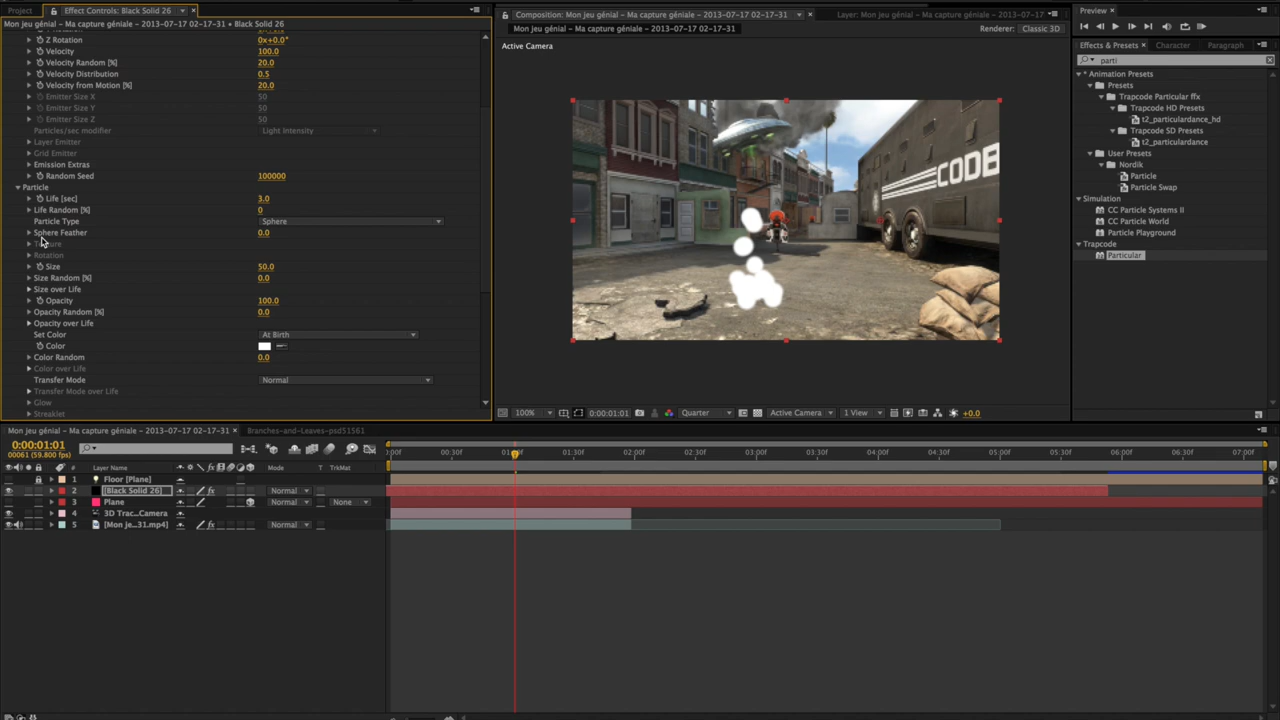 Project
Effect Controls: Black Solid 26
Mon jeu génial – Ma capture géniale – 2013-07-17 02-17-31 • Black Solid 26
Z Rotation 0x+0.0°
Velocity 100.0
Velocity Random [%] 20.0
Velocity Distribution 0.5
Velocity from Motion [%] 20.0
Emitter Size X 50
Emitter Size Y 50
Emitter Size Z 50
Particles/sec modifier Light Intensity
Layer Emitter
Grid Emitter
Emission Extras
Random Seed 100000
Particle
Life [sec] 3.0
Life Random [%] 0
Particle Type Sphere
Sphere Feather 0.0
Texture
Rotation
Size 50.0
Size Random [%] 0.0
Size over Life
Opacity 100.0
Opacity Random [%] 0.0
Opacity over Life
Set Color At Birth
Color
Color Random 0.0
Color over Life
Transfer Mode Normal
Transfer Mode over Life
Glow
Streaklet
Composition: Mon jeu génial – Ma capture géniale – 2013-07-17 02-17-31
Layer: Mon jeu génial – Ma capture géniale – 2013-07-17
Mon jeu génial – Ma capture géniale – 2013-07-17 02-17-31
Renderer: Classic 3D
Active Camera
CODE
100% 0:00:01:01 Quarter Active Camera 1 View +0.0
Preview
Effects & Presets Character Paragraph
parti
* Animation Presets
Presets
Trapcode Particular ffx
Trapcode HD Presets
t2_particulardance_hd
Trapcode SD Presets
t2_particulardance
User Presets
Nordik
Particle
Particle Swap
Simulation
CC Particle Systems II
CC Particle World
Particle Playground
Trapcode
Particular
Mon jeu génial – Ma capture géniale – 2013-07-17 02-17-31
Branches-and-Leaves-psd51561
0:00:01:01
00061 (59.800 fps)
:00f 00:30f 01:00f 01:30f 02:00f 02:30f 03:00f 03:30f 04:00f 04:30f 05:00f 05:30f 06:00f 06:30f 07:00f
# Layer Name Mode T TrkMat
1 Floor [Plane]
2 [Black Solid 26] Normal
3 Plane Normal None
4 3D Trac...Camera
5 [Mon je...31.mp4] Normal